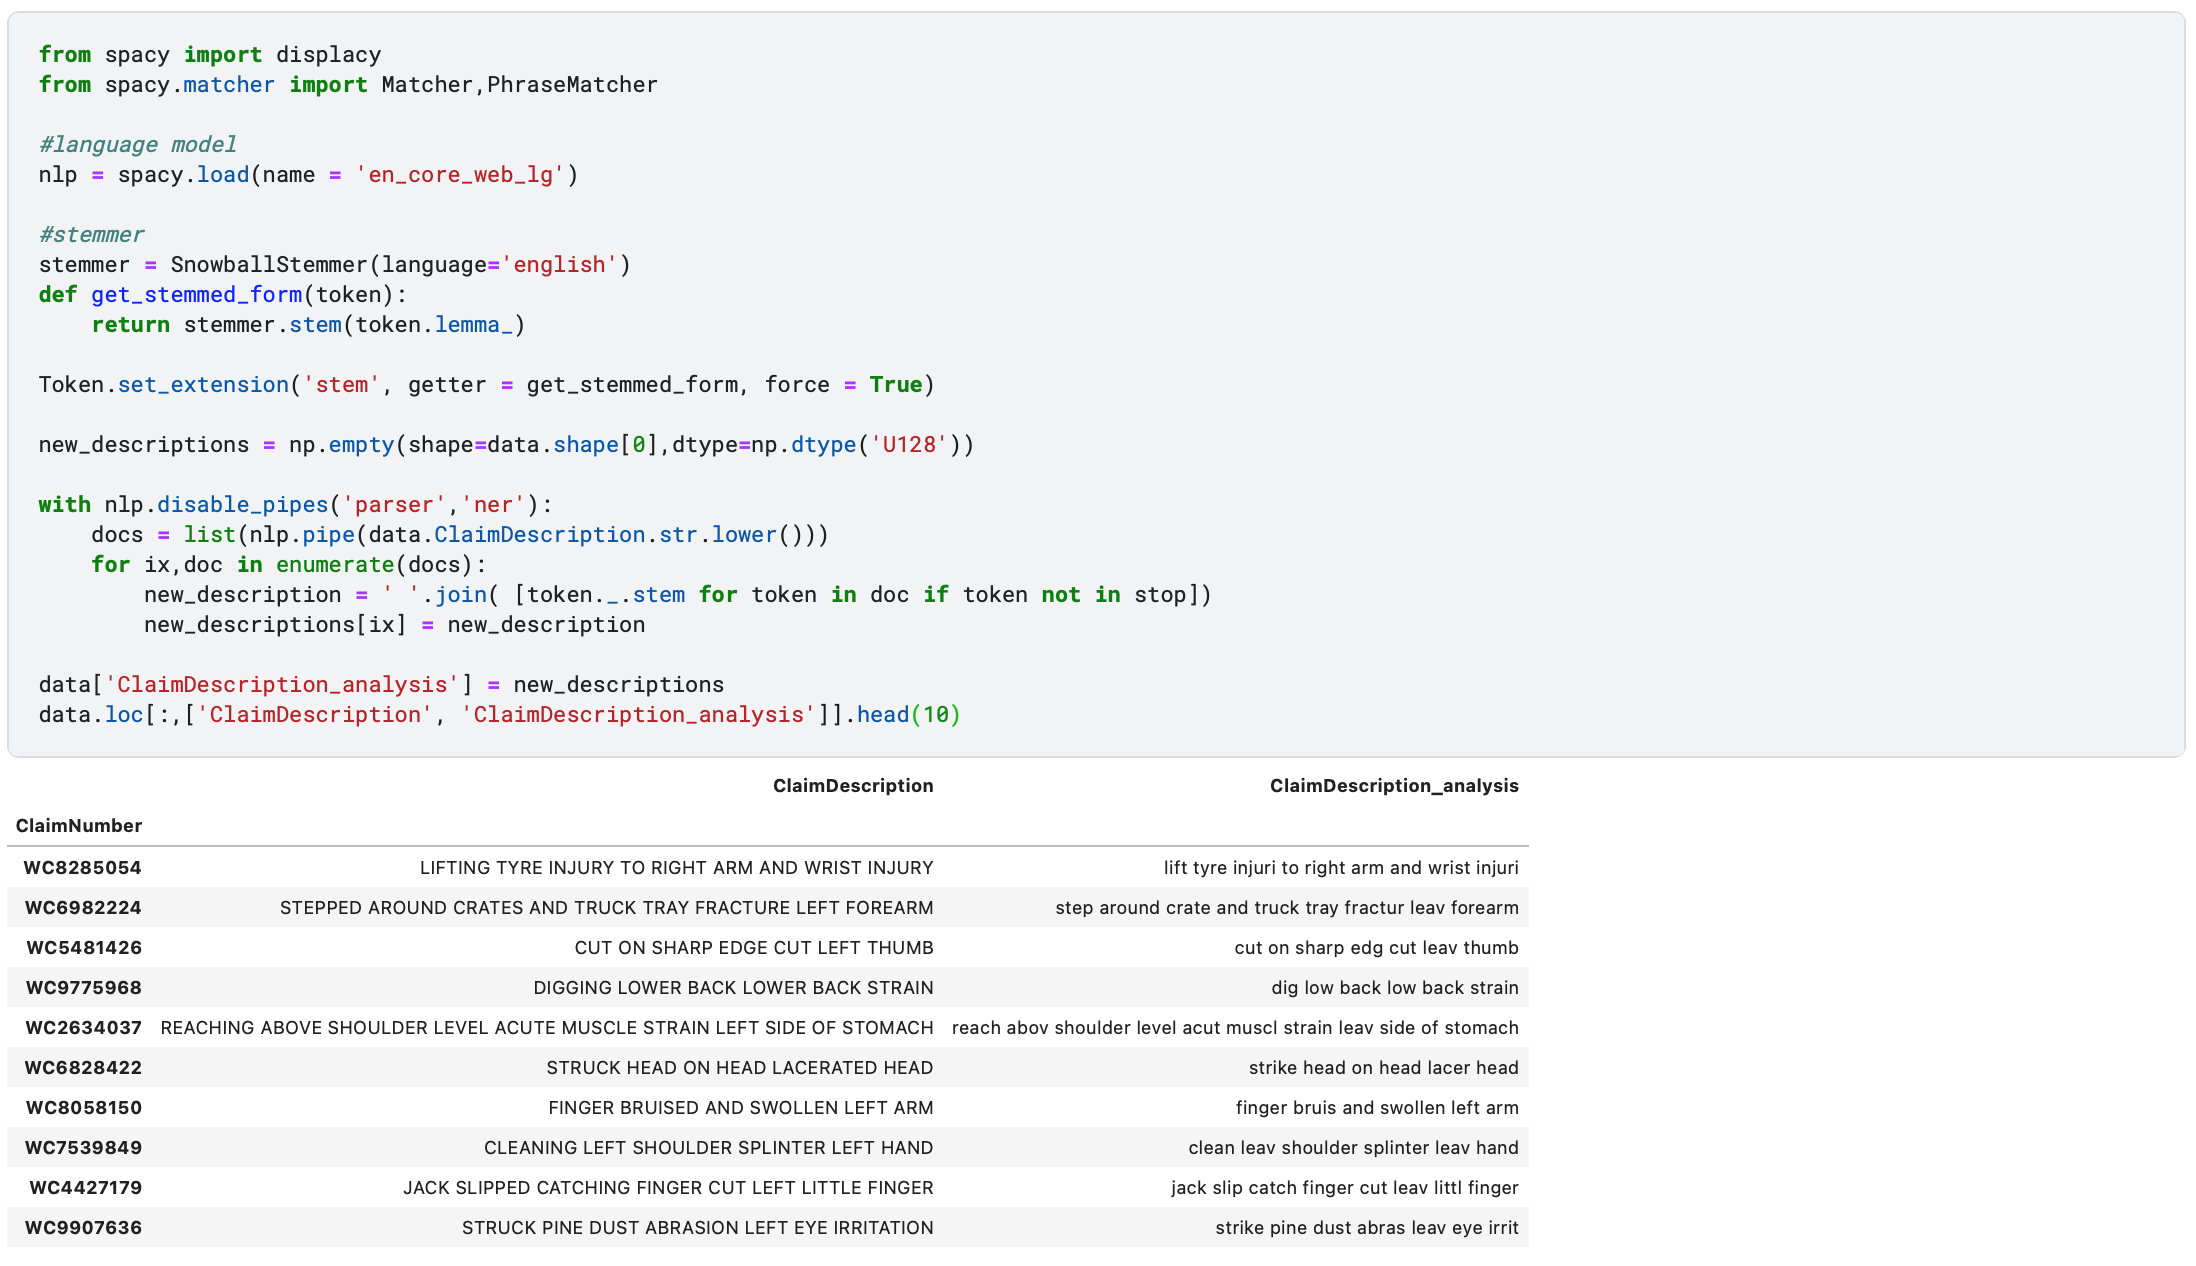 from spacy import displacy
from spacy.matcher import Matcher,PhraseMatcher

#language model
nlp = spacy.load(name = 'en_core_web_lg')

#stemmer
stemmer = SnowballStemmer(language='english')
def get_stemmed_form(token):
    return stemmer.stem(token.lemma_)

Token.set_extension('stem', getter = get_stemmed_form, force = True)

new_descriptions = np.empty(shape=data.shape[0],dtype=np.dtype('U128'))

with nlp.disable_pipes('parser','ner'):
    docs = list(nlp.pipe(data.ClaimDescription.str.lower()))
    for ix,doc in enumerate(docs):
        new_description = ' '.join( [token._.stem for token in doc if token not in stop])
        new_descriptions[ix] = new_description

data['ClaimDescription_analysis'] = new_descriptions
data.loc[:,['ClaimDescription', 'ClaimDescription_analysis']].head(10)
ClaimDescription ClaimDescription_analysis
ClaimNumber
WC8285054 LIFTING TYRE INJURY TO RIGHT ARM AND WRIST INJURY lift tyre injuri to right arm and wrist injuri
WC6982224 STEPPED AROUND CRATES AND TRUCK TRAY FRACTURE LEFT FOREARM step around crate and truck tray fractur leav forearm
WC5481426 CUT ON SHARP EDGE CUT LEFT THUMB cut on sharp edg cut leav thumb
WC9775968 DIGGING LOWER BACK LOWER BACK STRAIN dig low back low back strain
WC2634037 REACHING ABOVE SHOULDER LEVEL ACUTE MUSCLE STRAIN LEFT SIDE OF STOMACH reach abov shoulder level acut muscl strain leav side of stomach
WC6828422 STRUCK HEAD ON HEAD LACERATED HEAD strike head on head lacer head
WC8058150 FINGER BRUISED AND SWOLLEN LEFT ARM finger bruis and swollen left arm
WC7539849 CLEANING LEFT SHOULDER SPLINTER LEFT HAND clean leav shoulder splinter leav hand
WC4427179 JACK SLIPPED CATCHING FINGER CUT LEFT LITTLE FINGER jack slip catch finger cut leav littl finger
WC9907636 STRUCK PINE DUST ABRASION LEFT EYE IRRITATION strike pine dust abras leav eye irrit